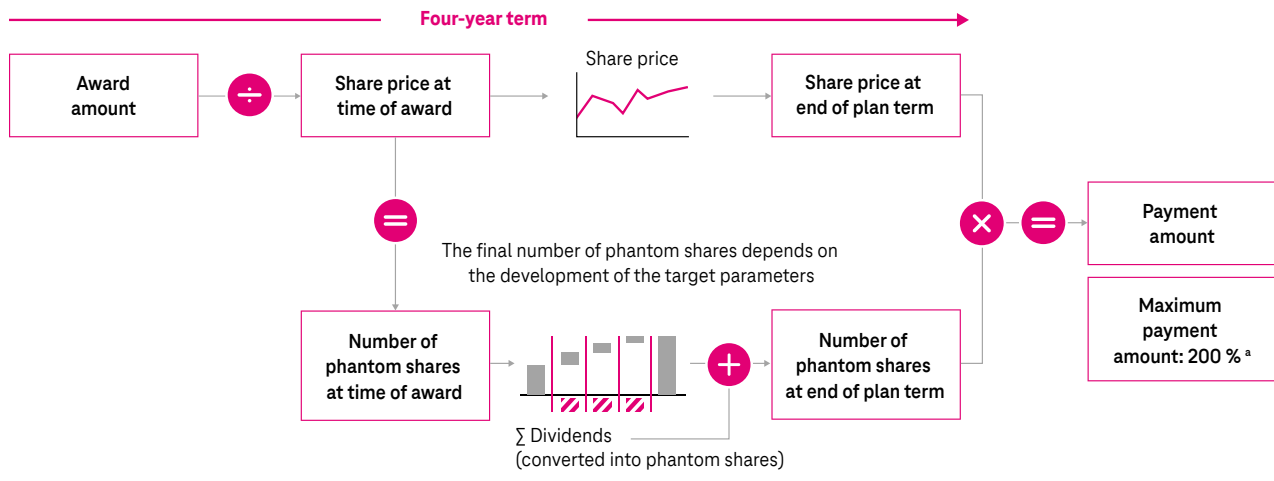 Four-year term
Award
amount
÷
Share price at
time of award
Share price
Share price at
end of plan term
=
×
=
Payment
amount
The final number of phantom shares depends on
the development of the target parameters
Maximum
payment
amount: 200 % ª
Number of
phantom shares
at time of award
+
Number of
phantom shares
at end of plan term
∑ Dividends
(converted into phantom shares)